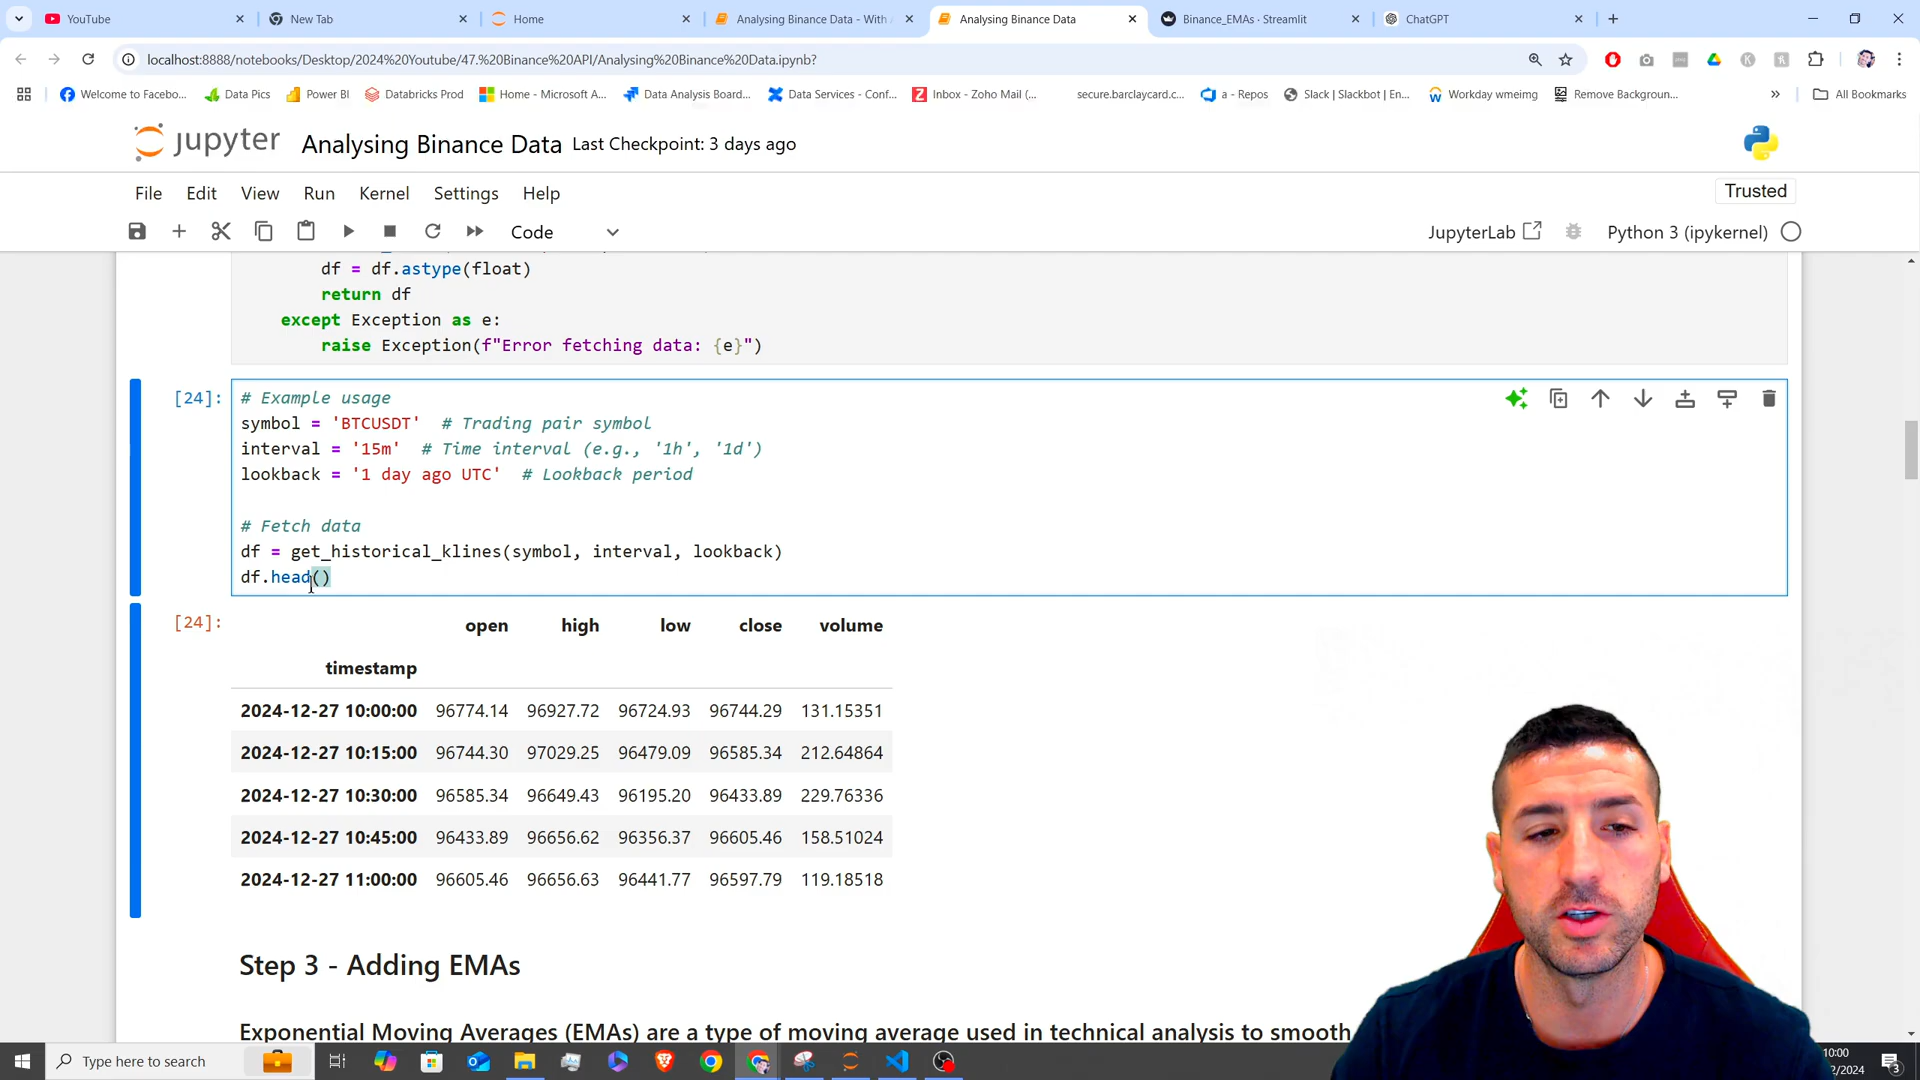 YouTube
New Tab
Home
Analysing Binance Data - With
Analysing Binance Data
Binance_EMAs · Streamlit
ChatGPT
localhost:8888/notebooks/Desktop/2024%20Youtube/47.%20Binance%20API/Analysing%20Binance%20Data.ipynb?
Welcome to Facebo...
Data Pics
Power BI
Databricks Prod
Home - Microsoft A...
Data Analysis Board...
Data Services - Conf...
Inbox - Zoho Mail (...
secure.barclaycard.c...
a - Repos
Slack | Slackbot | En...
Workday wmeimg
Remove Backgroun...
All Bookmarks
jupyter
Analysing Binance Data
Last Checkpoint: 3 days ago
File Edit View Run Kernel Settings Help
Trusted
Code
JupyterLab
Python 3 (ipykernel)
df = df.astype(float)
return df
except Exception as e:
raise Exception(f"Error fetching data: {e}")
[24]:
# Example usage
symbol = 'BTCUSDT' # Trading pair symbol
interval = '15m' # Time interval (e.g., '1h', '1d')
lookback = '1 day ago UTC' # Lookback period
# Fetch data
df = get_historical_klines(symbol, interval, lookback)
df.head()
[24]:
open high low close volume
timestamp
2024-12-27 10:00:00 96774.14 96927.72 96724.93 96744.29 131.15351
2024-12-27 10:15:00 96744.30 97029.25 96479.09 96585.34 212.64864
2024-12-27 10:30:00 96585.34 96649.43 96195.20 96433.89 229.76336
2024-12-27 10:45:00 96433.89 96656.62 96356.37 96605.46 158.51024
2024-12-27 11:00:00 96605.46 96656.63 96441.77 96597.79 119.18518
Step 3 - Adding EMAs
Exponential Moving Averages (EMAs) are a type of moving average used in technical analysis to smooth
Type here to search
10:00
2/2024
3